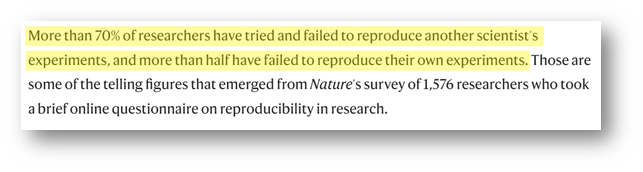 More than 70% of researchers have tried and failed to reproduce another scientist's
experiments, and more than half have failed to reproduce their own experiments. Those are
some of the telling figures that emerged from Nature's survey of 1,576 researchers who took
a brief online questionnaire on reproducibility in research.